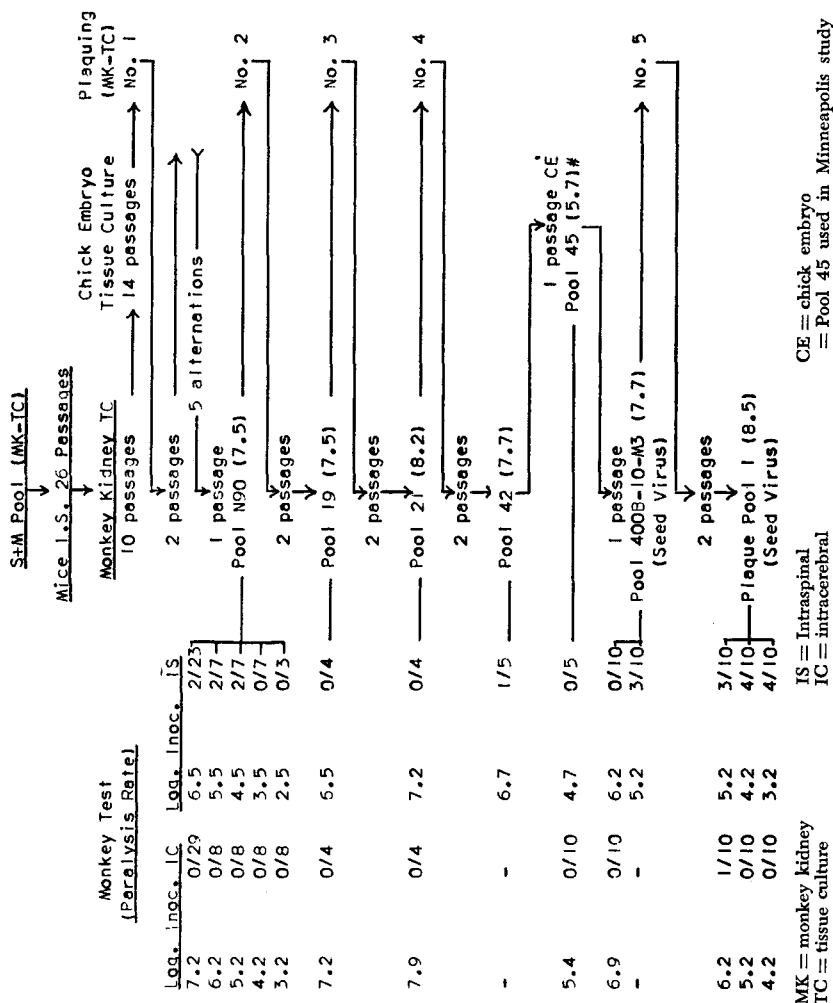 S+M Pool (MK-TC)
Mice I.S. 26 Passages
Monkey Kidney TC
Chick Embryo
Tissue Culture
Plaquing
(MK-TC)
10 passages
14 passages
No. 1
2 passages
5 alternations
1 passage
Pool N90 (7.5)
No. 2
2 passages
Pool 19 (7.5)
No. 3
2 passages
Pool 21 (8.2)
No. 4
2 passages
Pool 42 (7.7)
1 passage CE
Pool 45 (5.7)#
1 passage
Pool 400B-10-M3 (7.7)
(Seed Virus)
No. 5
2 passages
Plaque Pool 1 (8.5)
(Seed Virus)
Monkey Test
(Paralysis Rate)
Log. Inoc. IC Log. Inoc. IS
7.2 0/29 6.5 2/23
6.2 0/8 5.5 2/7
5.2 0/8 4.5 2/7
4.2 0/8 3.5 0/7
3.2 0/8 2.5 0/3
7.2 0/4 6.5 0/4
7.9 0/4 7.2 0/4
- - 6.7 1/5
5.4 0/10 4.7 0/5
6.9 0/10 6.2 0/10
- - 5.2 3/10
6.2 1/10 5.2 3/10
5.2 0/10 4.2 4/10
4.2 0/10 3.2 4/10
MK = monkey kidney
TC = tissue culture
IS = Intraspinal
IC = intracerebral
CE = chick embryo
= Pool 45 used in Minneapolis study